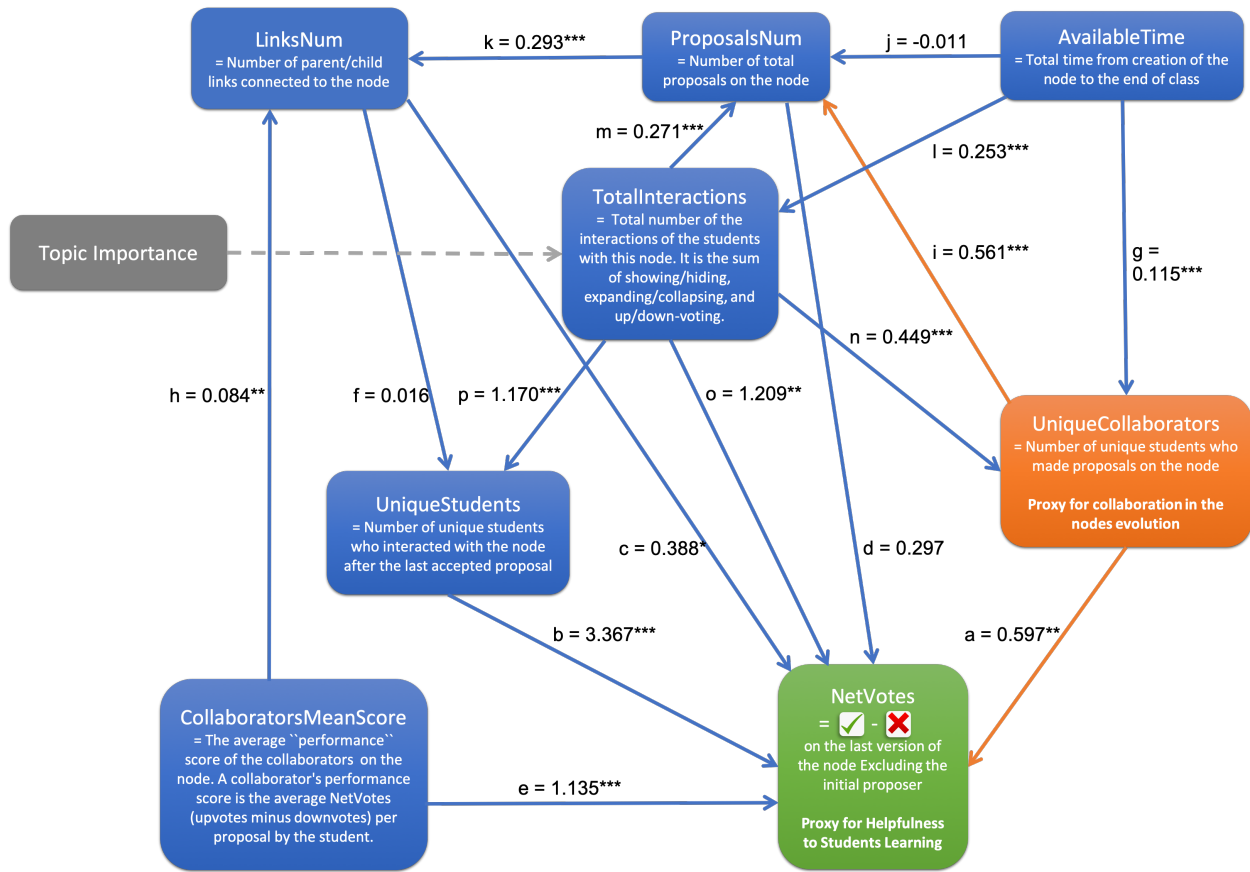 LinksNum
= Number of parent/child
links connected to the node
k = 0.293***
ProposalsNum
= Number of total
proposals on the node
j = -0.011
AvailableTime
= Total time from creation of the
node to the end of class
m = 0.271***
l = 0.253***
TotalInteractions
= Total number of the
interactions of the students
with this node. It is the sum
of showing/hiding,
expanding/collapsing, and
up/down-voting.
Topic Importance
i = 0.561***
g =
0.115***
n = 0.449***
h = 0.084**
f = 0.016
p = 1.170***
o = 1.209**
UniqueCollaborators
= Number of unique students who
made proposals on the node
Proxy for collaboration in the
nodes evolution
UniqueStudents
= Number of unique students
who interacted with the node
after the last accepted proposal
c = 0.388*
d = 0.297
b = 3.367***
a = 0.597**
CollaboratorsMeanScore
= The average ``performance``
score of the collaborators on the
node. A collaborator's performance
score is the average NetVotes
(upvotes minus downvotes) per
proposal by the student.
e = 1.135***
NetVotes
= ✓ - ✗
on the last version of
the node Excluding the
initial proposer
Proxy for Helpfulness
to Students Learning